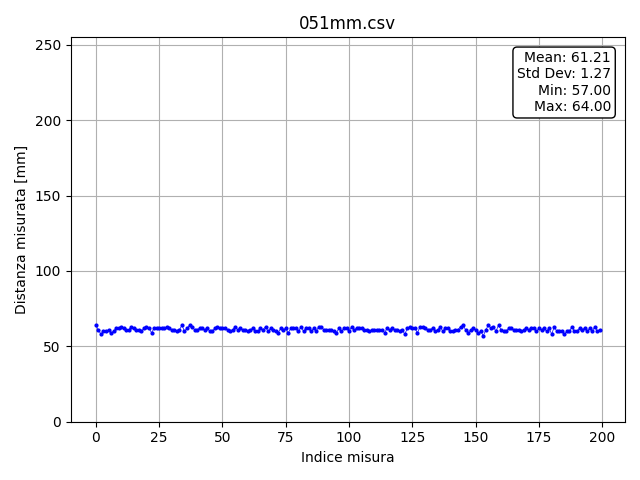 051mm.csv
Mean: 61.21
Std Dev: 1.27
Min: 57.00
Max: 64.00
Distanza misurata [mm]
250
200
150
100
50
0
0 25 50 75 100 125 150 175 200
Indice misura